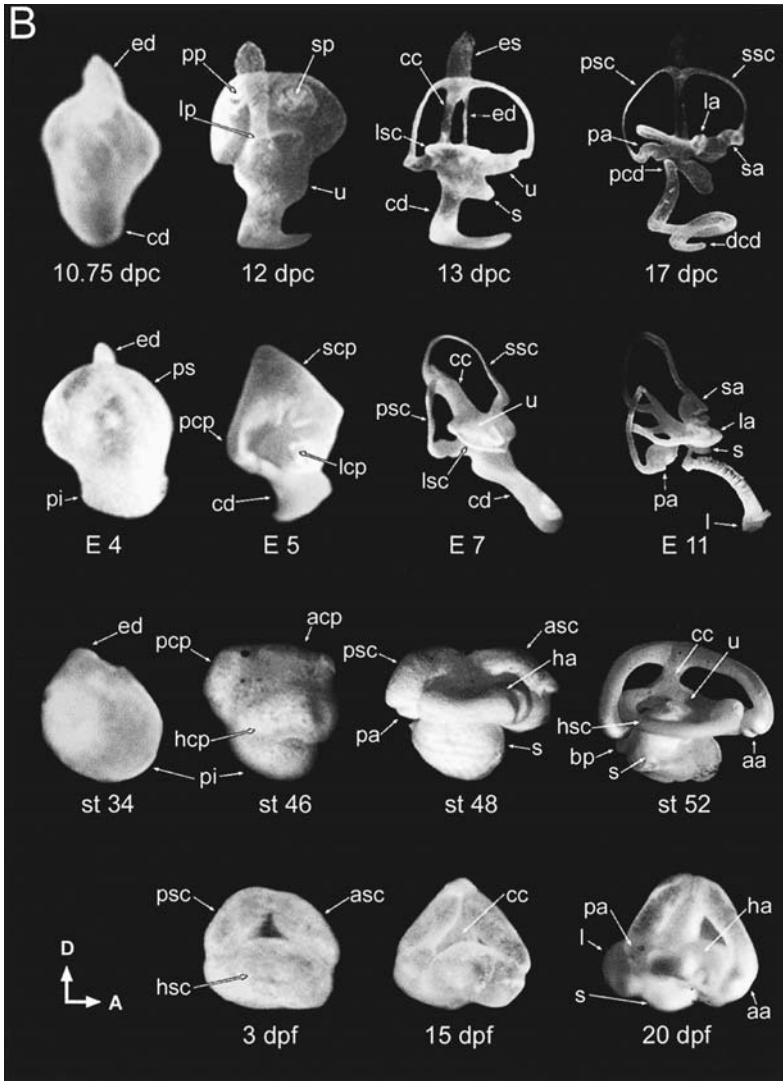 B
ed
cd
10.75 dpc
pp
sp
lp
u
12 dpc
es
cc
ed
lsc
u
cd
s
13 dpc
psc
ssc
la
pa
pcd
sa
dcd
17 dpc
ed
ps
pi
E 4
scp
pcp
lcp
cd
E 5
ssc
cc
psc
u
lsc
cd
E 7
sa
la
s
pa
l
E 11
ed
pi
st 34
acp
pcp
hcp
st 46
asc
psc
ha
pa
s
st 48
cc
u
hsc
bp
s
aa
st 52
D
A
psc
asc
hsc
3 dpf
cc
15 dpf
pa
ha
l
s
aa
20 dpf